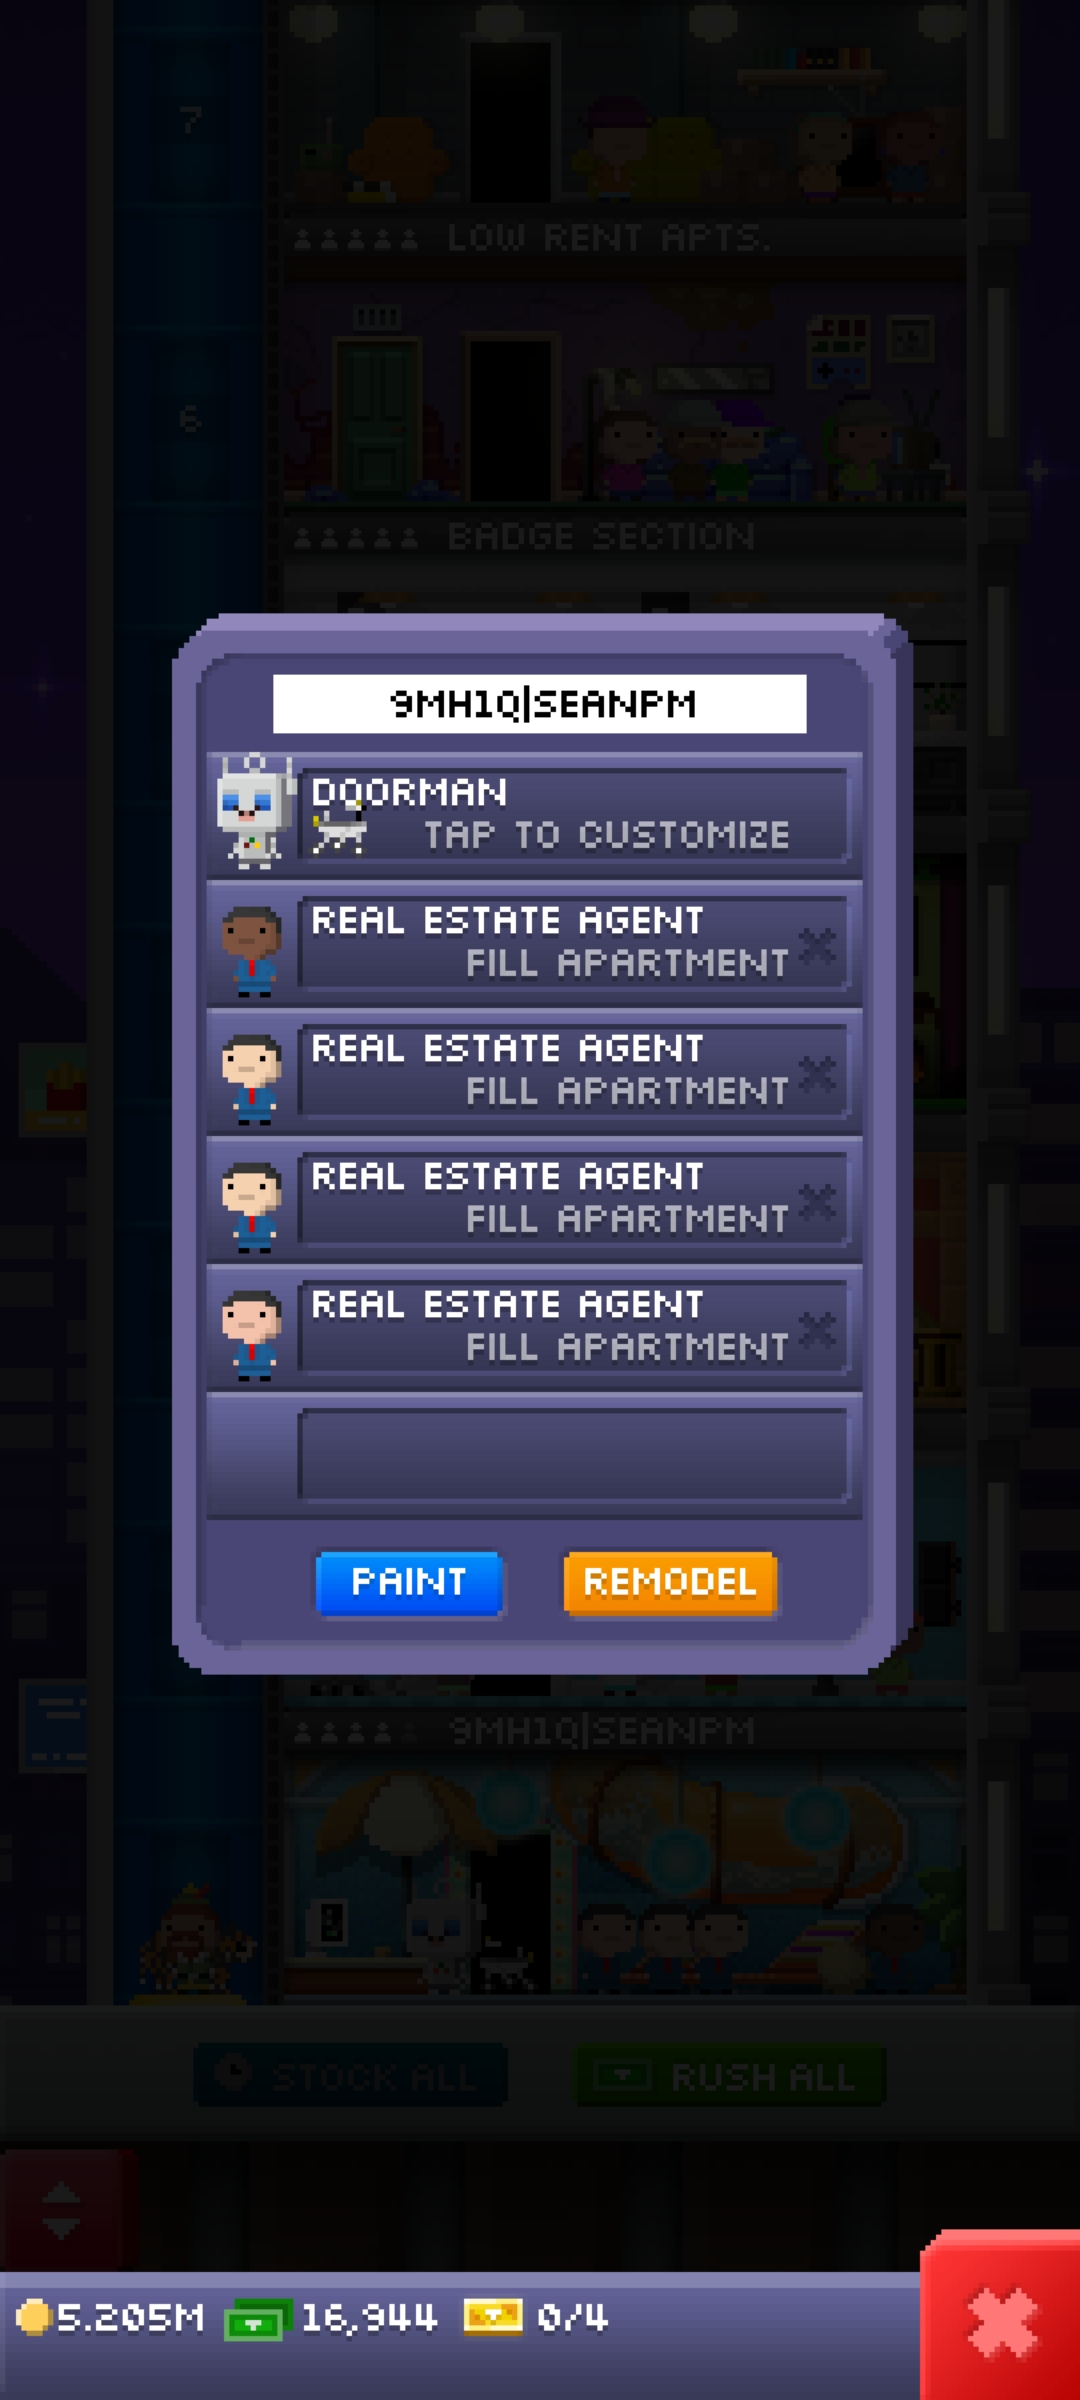 7
LOW RENT APTS.
6
BADGE SECTION
9MH1Q|SEANPM
DOORMAN
TAP TO CUSTOMIZE
REAL ESTATE AGENT
FILL APARTMENT
REAL ESTATE AGENT
FILL APARTMENT
REAL ESTATE AGENT
FILL APARTMENT
REAL ESTATE AGENT
FILL APARTMENT
PAINT
REMODEL
9MH1Q|SEANPM
STOCK ALL
RUSH ALL
5.205M
16,944
0/4